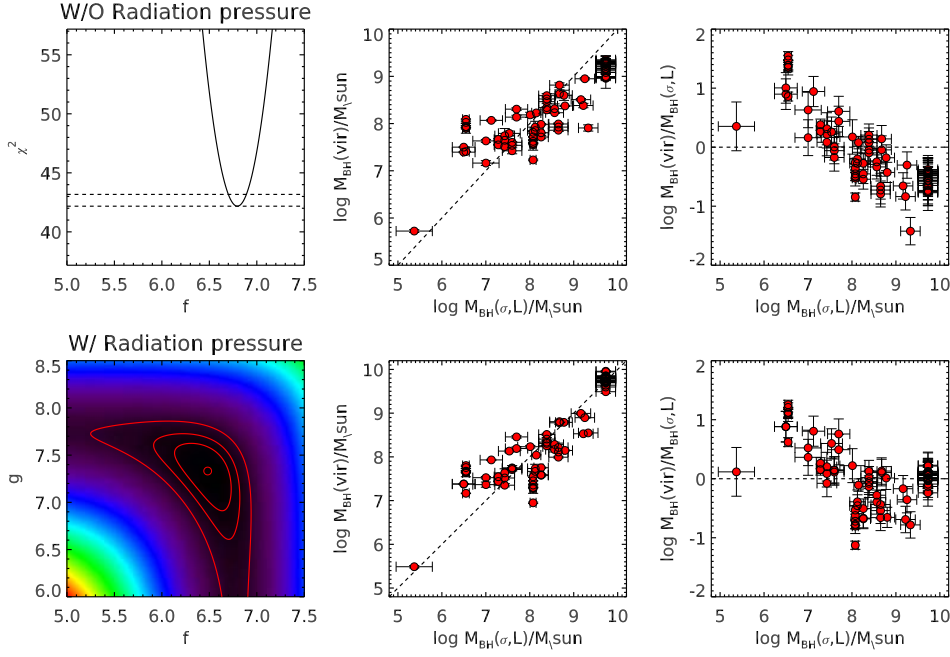 W/O Radiation pressure
55
50
45
40
χ²
5.0 5.5 6.0 6.5 7.0 7.5
f
10
9
8
7
6
5
log M_BH(vir)/M\sun
5 6 7 8 9 10
log M_BH(σ,L)/M\sun
2
1
0
-1
-2
log M_BH(vir)/M_BH(σ,L)
5 6 7 8 9 10
log M_BH(σ,L)/M\sun
W/ Radiation pressure
8.5
8.0
7.5
7.0
6.5
6.0
g
5.0 5.5 6.0 6.5 7.0 7.5
f
10
9
8
7
6
5
log M_BH(vir)/M\sun
5 6 7 8 9 10
log M_BH(σ,L)/M\sun
2
1
0
-1
-2
log M_BH(vir)/M_BH(σ,L)
5 6 7 8 9 10
log M_BH(σ,L)/M\sun